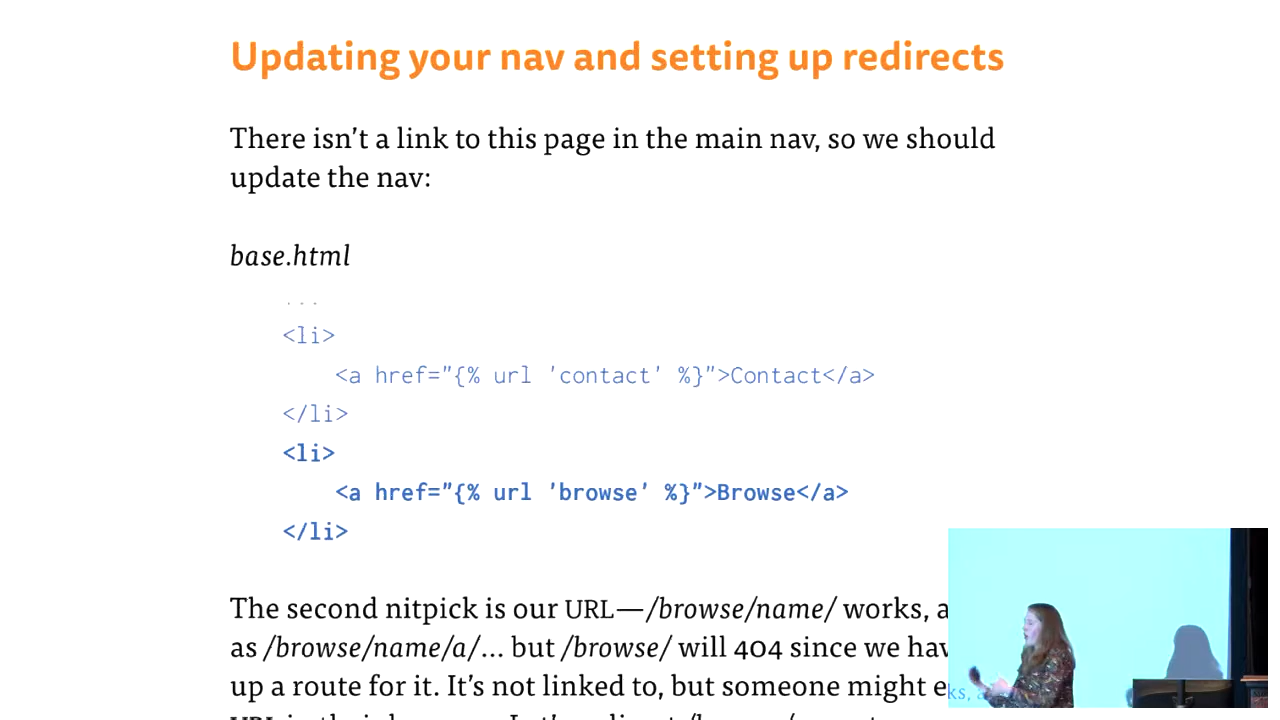 Updating your nav and setting up redirects
There isn’t a link to this page in the main nav, so we should
update the nav:
base.html
...
<li>
<a href="{% url 'contact' %}">Contact</a>
</li>
<li>
<a href="{% url 'browse' %}">Browse</a>
</li>
The second nitpick is our URL—/browse/name/ works, a
as /browse/name/a/… but /browse/ will 404 since we hav
up a route for it. It’s not linked to, but someone might e